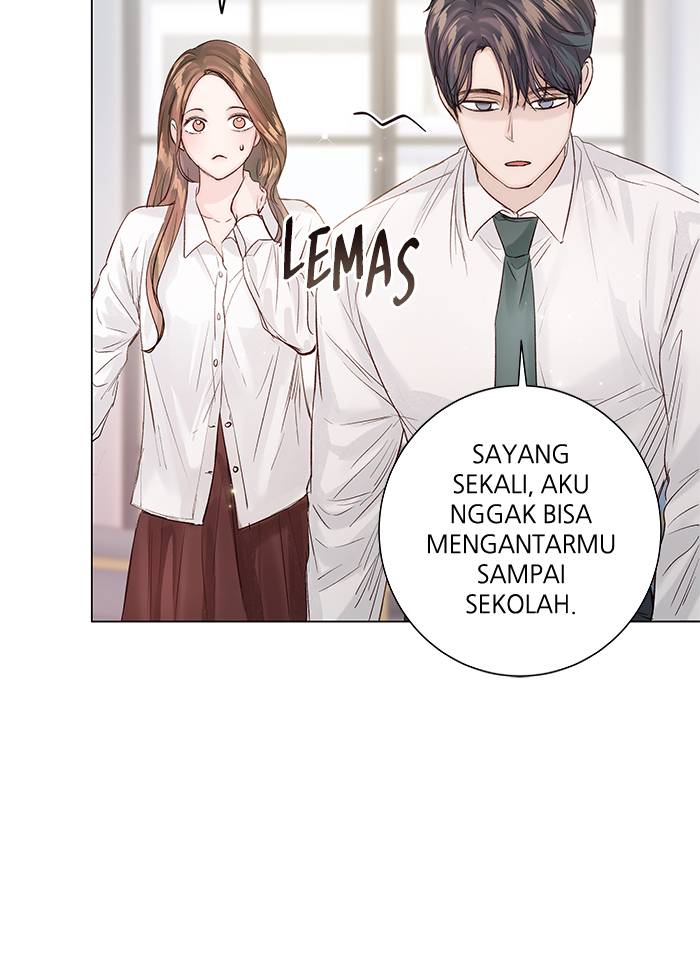 LEMAS
SAYANG
SEKALI, AKU
NGGAK BISA
MENGANTARMU
SAMPAI
SEKOLAH.